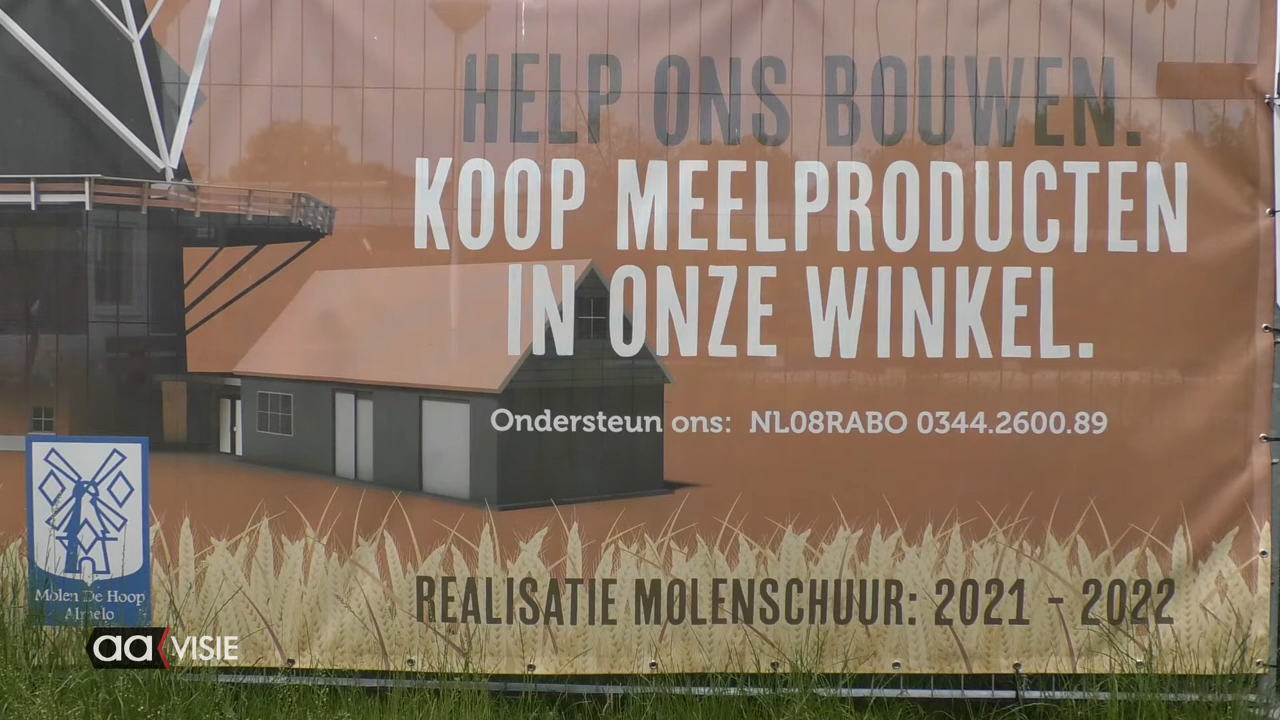 HELP ONS BOUWEN.
KOOP MEELPRODUCTEN
IN ONZE WINKEL.
Ondersteun ons: NL08RABO 0344.2600.89
Molen De Hoop
Almelo
REALISATIE MOLENSCHUUR: 2021 - 2022
aa VISIE